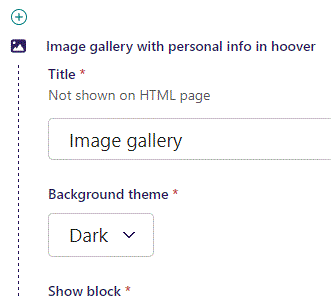 Image gallery with personal info in hoover
Title *
Not shown on HTML page
Image gallery
Background theme *
Dark
Show block *